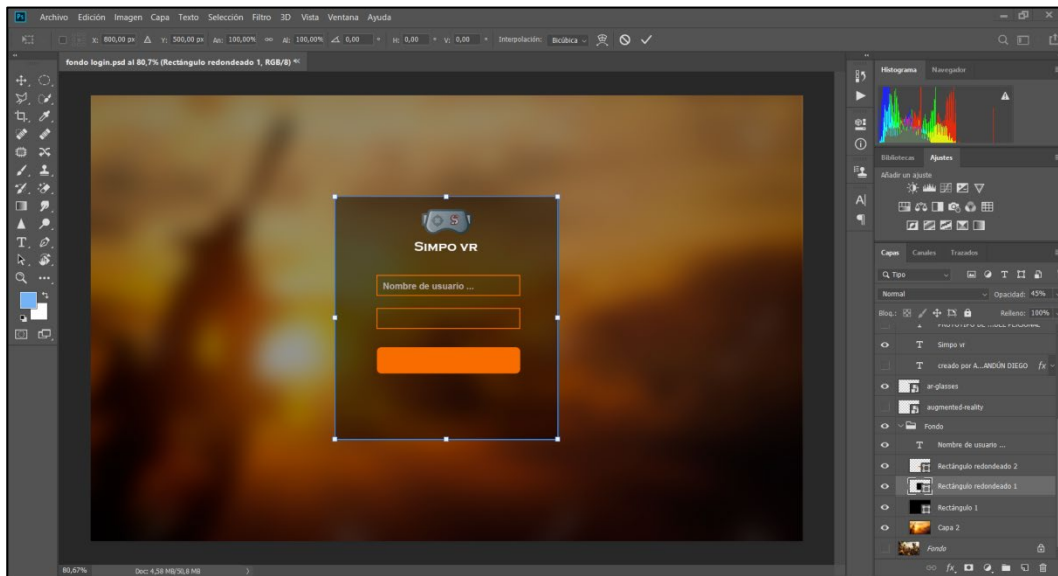 Ps Archivo Edición Imagen Capa Texto Selección Filtro 3D Vista Ventana Ayuda
X: 800,00 px Y: 500,00 px An: 100,00% Al: 100,00% 0,00 ° H: 0,00 ° V: 0,00 ° Interpolación: Bicúbica
fondo login.psd al 80,7% (Rectángulo redondeado 1, RGB/8) *
SIMPO VR
Nombre de usuario ...
80,67% Doc: 4,58 MB/50,8 MB
Histograma Navegador
Bibliotecas Ajustes
Añadir un ajuste
Capas Canales Trazados
Tipo
Normal Opacidad: 45%
Bloq.: Relleno: 100%
Simpo vr
creado por A...ANDÚN DIEGO fx
ar-glasses
augmented-reality
Fondo
Nombre de usuario ...
Rectángulo redondeado 2
Rectángulo redondeado 1
Rectángulo 1
Capa 2
Fondo
fx